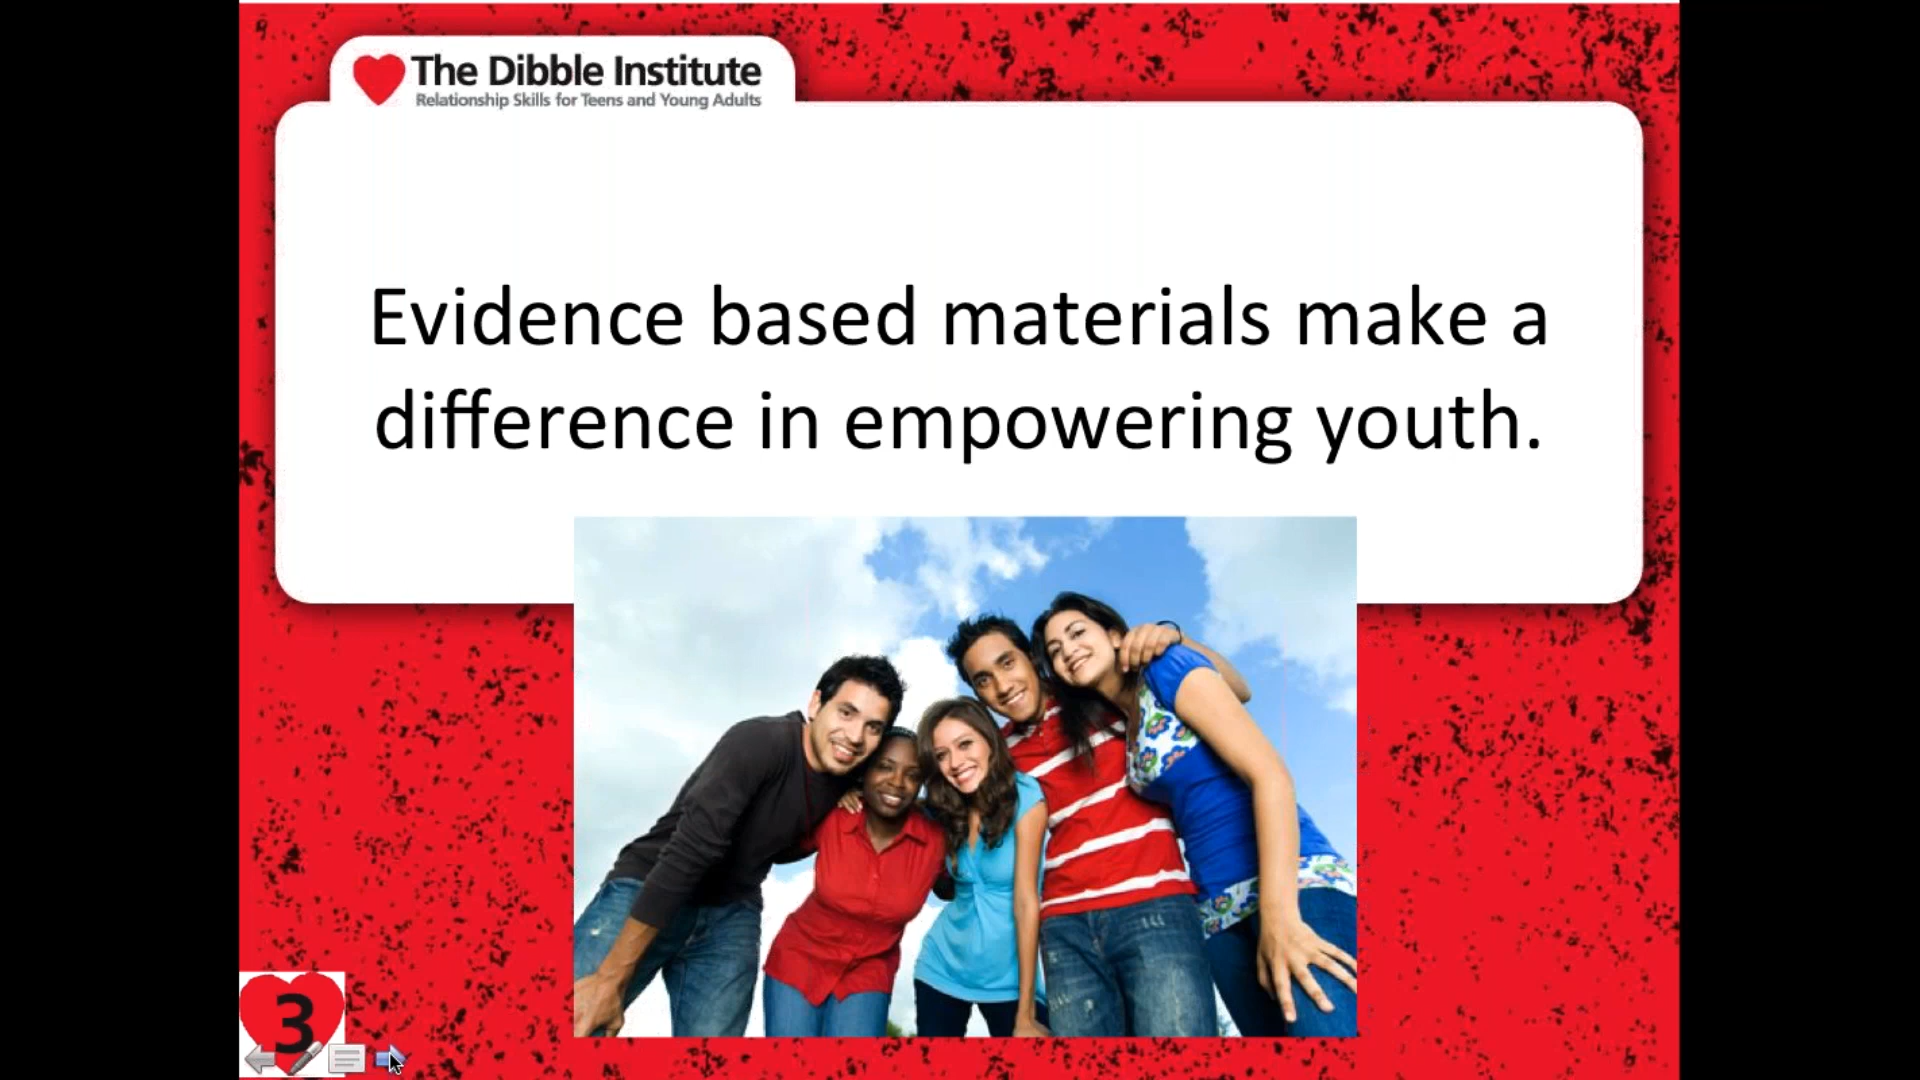 The Dibble Institute
Relationship Skills for Teens and Young Adults
Evidence based materials make a
difference in empowering youth.
3